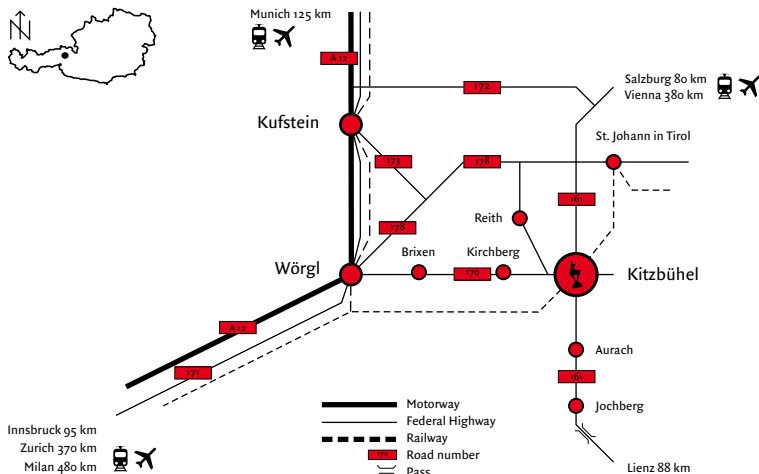 Munich 125 km
N
A 12
172
Salzburg 80 km
Vienna 380 km
Kufstein
St. Johann in Tirol
173
178
161
Reith
178
Brixen
Kirchberg
Wörgl
170
Kitzbühel
A 12
Aurach
171
161
Jochberg
Innsbruck 95 km
Zurich 370 km
Milan 480 km
Motorway
Federal Highway
Railway
170
Road number
Pass
Lienz 88 km